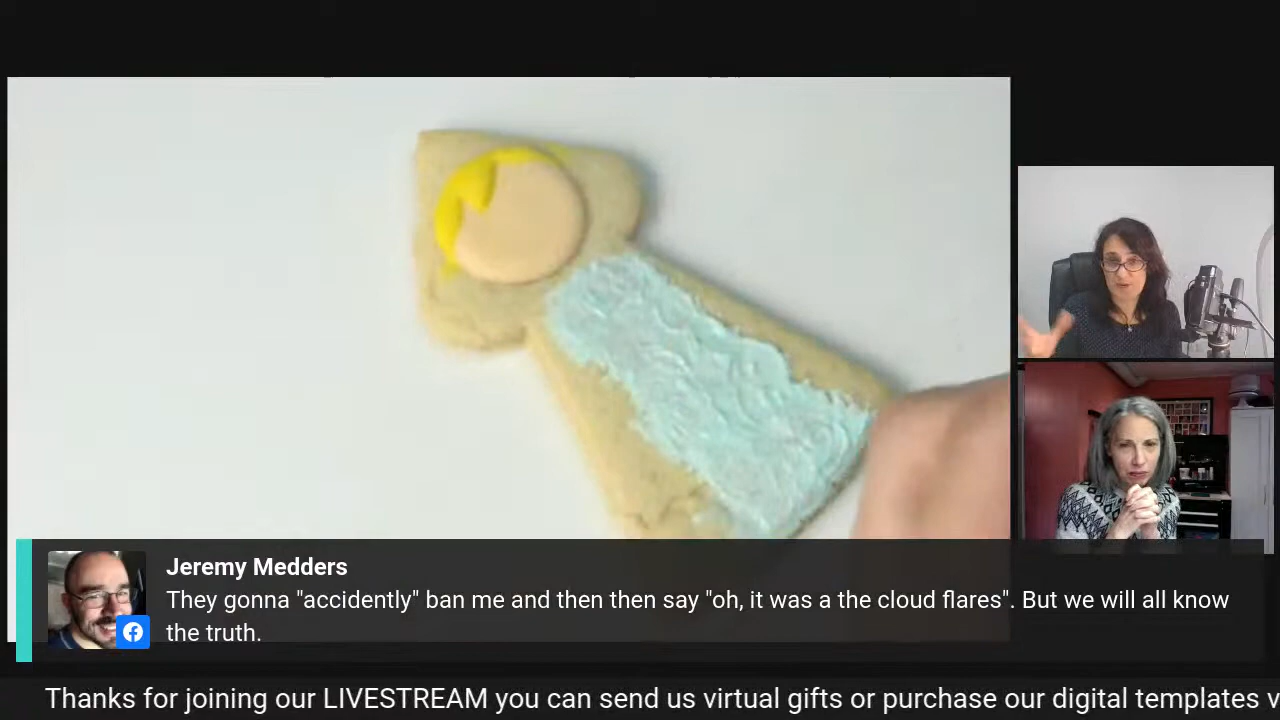 Jeremy Medders
They gonna "accidently" ban me and then then say "oh, it was a the cloud flares". But we will all know
the truth.
Thanks for joining our LIVESTREAM you can send us virtual gifts or purchase our digital templates